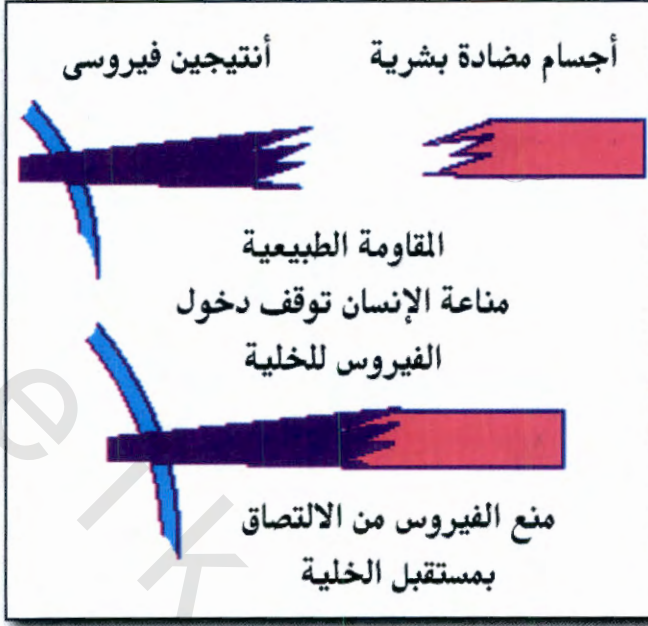 أجسام مضادة بشرية
أنتيجين فيروسى
المقاومة الطبيعية
مناعة الإنسان توقف دخول
الفيروس للخلية
منع الفيروس من الالتصاق
بمستقبل الخلية